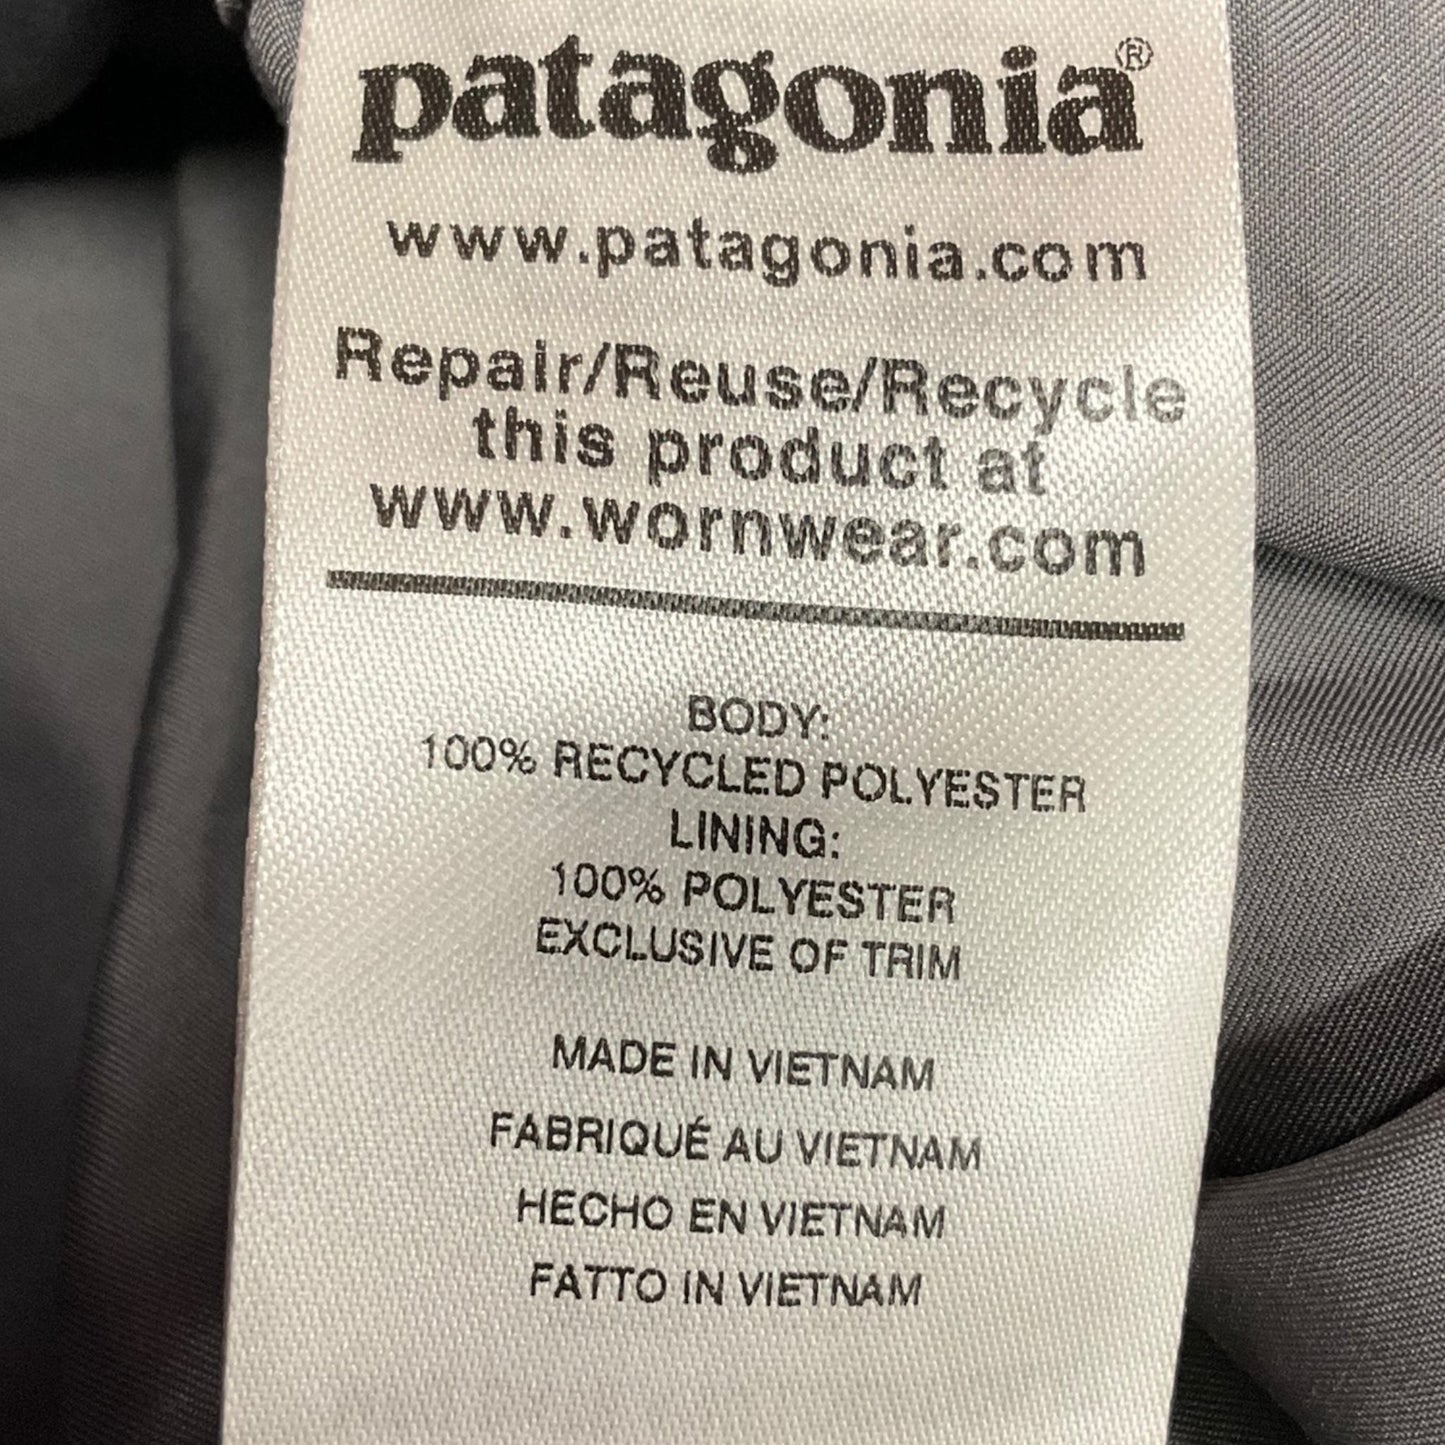 patagonia®
www.patagonia.com
Repair/Reuse/Recycle
this product at
www.wornwear.com
BODY:
100% RECYCLED POLYESTER
LINING:
100% POLYESTER
EXCLUSIVE OF TRIM
MADE IN VIETNAM
FABRIQUÉ AU VIETNAM
HECHO EN VIETNAM
FATTO IN VIETNAM